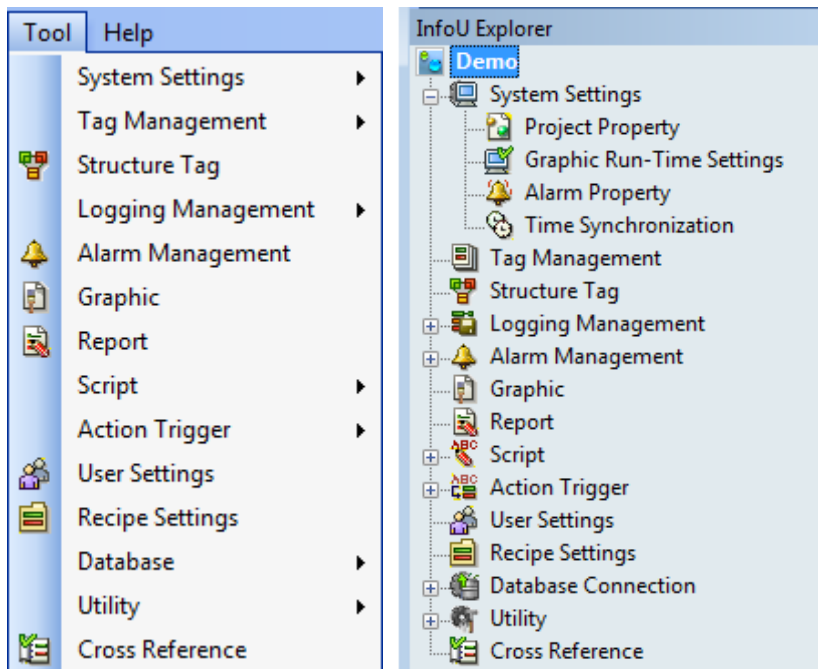 Tool Help
System Settings
Tag Management
Structure Tag
Logging Management
Alarm Management
Graphic
Report
Script
Action Trigger
User Settings
Recipe Settings
Database
Utility
Cross Reference
InfoU Explorer
Demo
System Settings
Project Property
Graphic Run-Time Settings
Alarm Property
Time Synchronization
Tag Management
Structure Tag
Logging Management
Alarm Management
Graphic
Report
ABC
Script
ABC
Action Trigger
User Settings
Recipe Settings
Database Connection
Utility
Cross Reference